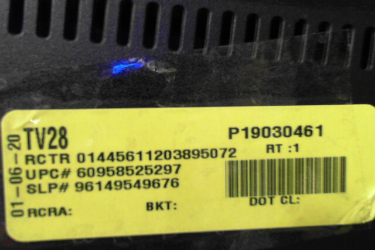 01-06-20
TV28 P19030461
RCTR 01445611203895072 RT :1
UPC# 60958525297
SLP# 96149549676
RCRA: BKT: DOT CL: